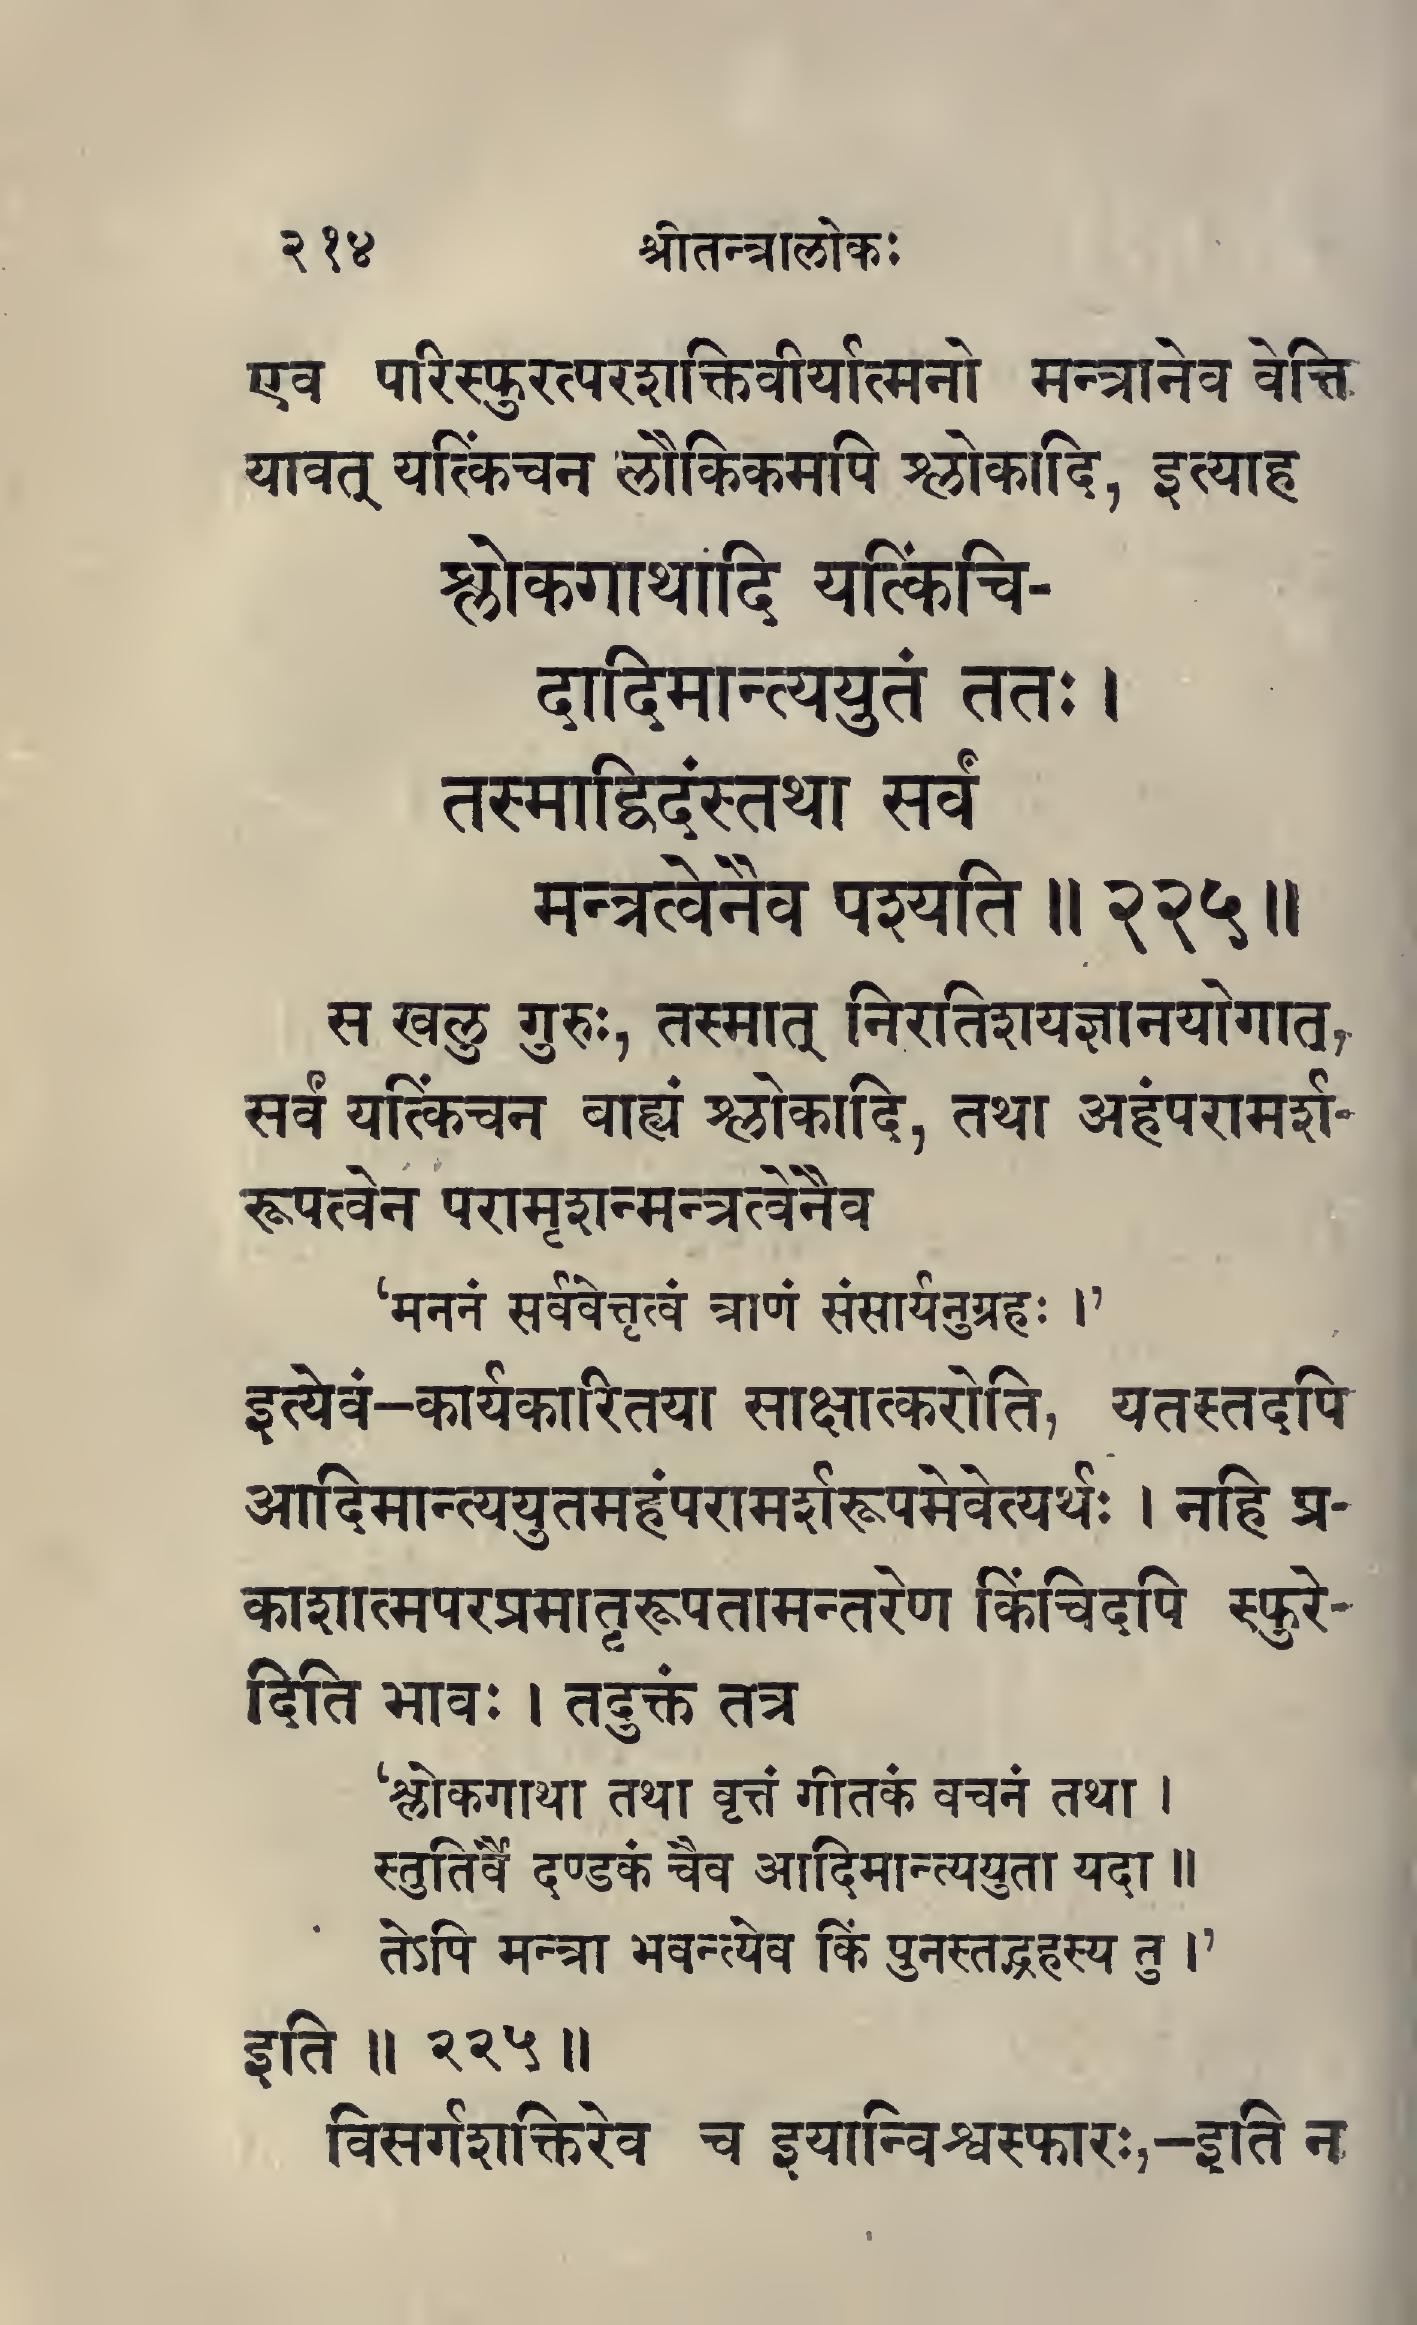 २१४ श्रीतन्त्रालोकः
एव परिस्फुरत्परशक्तिवीर्यात्मनो मन्त्रानेव वेत्ति
यावत् यत्किंचन लौकिकमपि श्लोकादि, इत्याह
श्लोकगाथादि यत्किंचि-
दादिमान्त्ययुतं ततः ।
तस्माद्विदंस्तथा सर्वं
मन्त्रत्वेनैव पश्यति ॥ २२५ ॥
स खलु गुरुः, तस्मात् निरतिशयज्ञानयोगात्,
सर्वं यत्किंचन बाह्यं श्लोकादि, तथा अहंपरामर्श-
रूपत्वेन परामृशन्मन्त्रत्वेनैव
‘मननं सर्ववेत्तृत्वं त्राणं संसार्यनुग्रहः ।’
इत्येवं—कार्यकारितया साक्षात्करोति, यतस्तदपि
आदिमान्त्ययुतमहंपरामर्शरूपमेवेत्यर्थः । नहि प्र-
काशात्मपरप्रमातृरूपतामन्तरेण किंचिदपि स्फुरे-
दिति भावः । तदुक्तं तत्र
‘श्लोकगाथा तथा वृत्तं गीतकं वचनं तथा ।
स्तुतिर्वै दण्डकं चैव आदिमान्त्ययुता यदा ॥
तेऽपि मन्त्रा भवन्त्येव किं पुनस्तद्ग्रहस्य तु ।’
इति ॥ २२५ ॥
विसर्गशक्तिरेव च इयान्विश्वस्फारः,—इति न